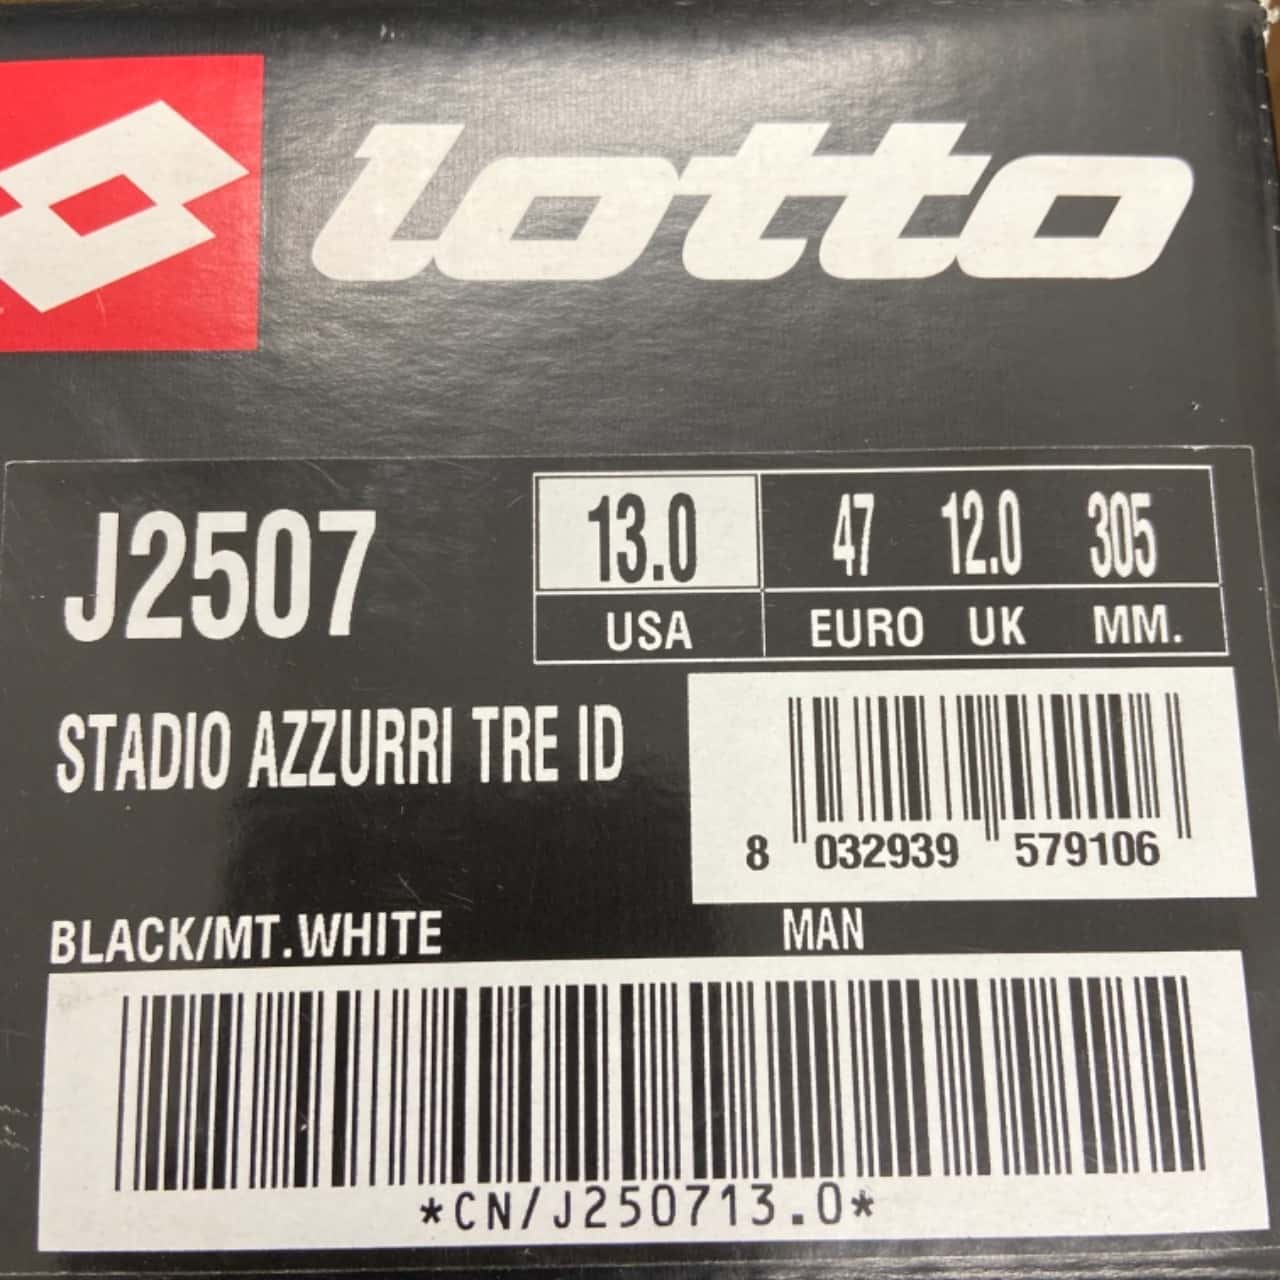 lotto
J2507
13.0 47 12.0 305
USA EURO UK MM.
STADIO AZZURRI TRE ID
8 032939 579106
BLACK/MT.WHITE MAN
*CN/J250713.0*